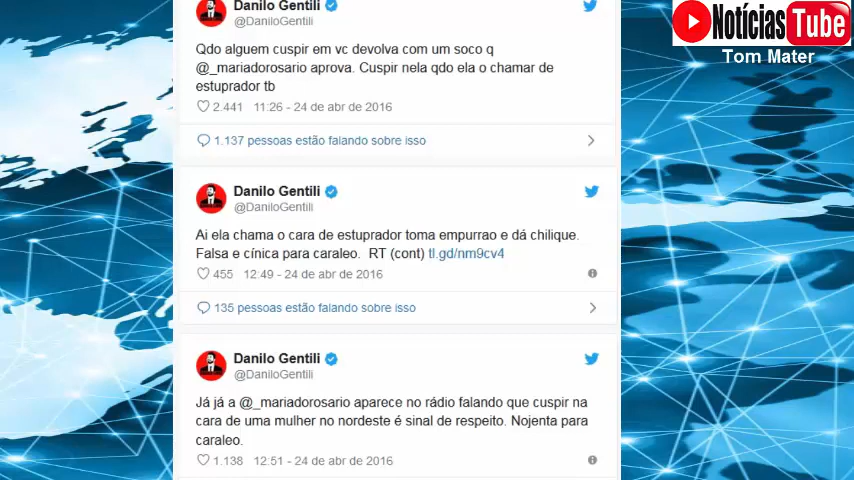 Danilo Gentili
@DaniloGentili
Qdo alguem cuspir em vc devolva com um soco q
@_mariadorosario aprova. Cuspir nela qdo ela o chamar de
estuprador tb
2.441 11:26 - 24 de abr de 2016
1.137 pessoas estão falando sobre isso
Danilo Gentili
@DaniloGentili
Ai ela chama o cara de estuprador toma empurrao e dá chilique.
Falsa e cínica para caraleo. RT (cont) tl.gd/nm9cv4
455 12:49 - 24 de abr de 2016
135 pessoas estão falando sobre isso
Danilo Gentili
@DaniloGentili
Já já a @_mariadorosario aparece no rádio falando que cuspir na
cara de uma mulher no nordeste é sinal de respeito. Nojenta para
caraleo.
1.138 12:51 - 24 de abr de 2016
Notícias Tube
Tom Mater